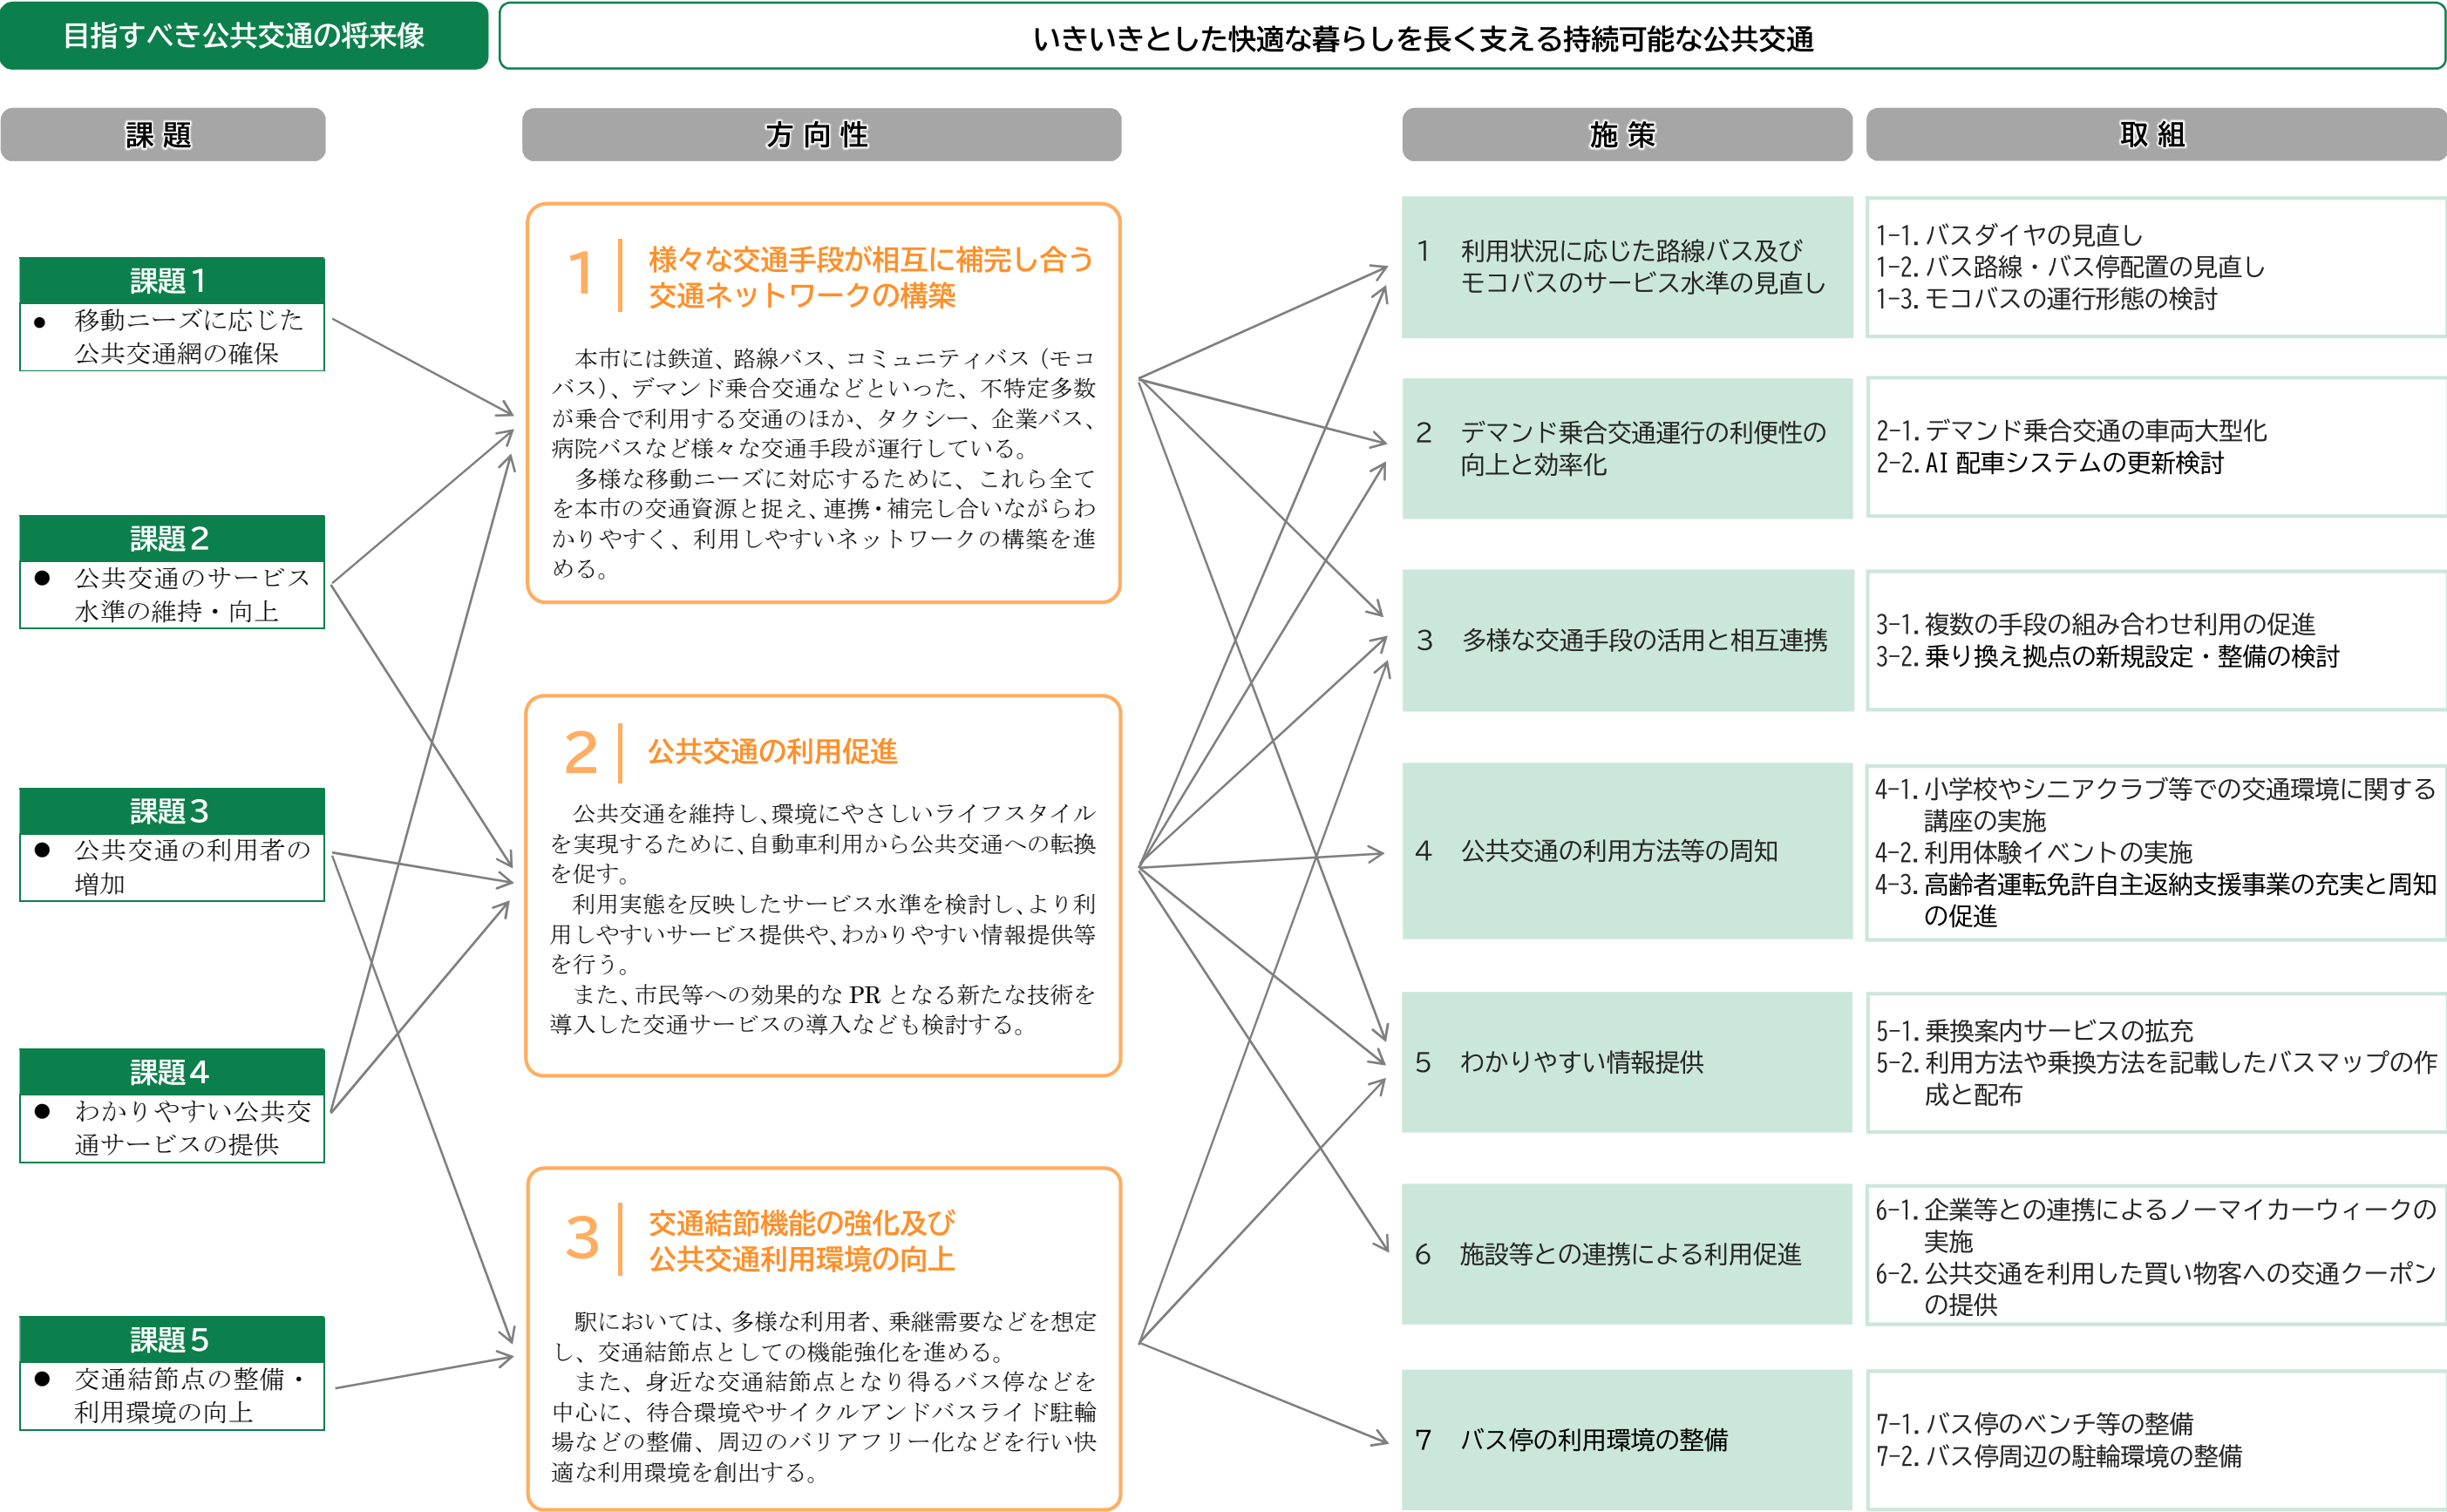 目指すべき公共交通の将来像
いきいきとした快適な暮らしを長く支える持続可能な公共交通
課題
方向性
施策
取組
課題1
● 移動ニーズに応じた
公共交通網の確保
課題2
● 公共交通のサービス
水準の維持・向上
課題3
● 公共交通の利用者の
増加
課題4
● わかりやすい公共交
通サービスの提供
課題5
● 交通結節点の整備・
利用環境の向上
1
様々な交通手段が相互に補完し合う
交通ネットワークの構築
本市には鉄道、路線バス、コミュニティバス（モコ
バス）、デマンド乗合交通などといった、不特定多数
が乗合で利用する交通のほか、タクシー、企業バス、
病院バスなど様々な交通手段が運行している。
多様な移動ニーズに対応するために、これら全て
を本市の交通資源と捉え、連携・補完し合いながらわ
かりやすく、利用しやすいネットワークの構築を進
める。
2
公共交通の利用促進
公共交通を維持し、環境にやさしいライフスタイル
を実現するために、自動車利用から公共交通への転換
を促す。
利用実態を反映したサービス水準を検討し、より利
用しやすいサービス提供や、わかりやすい情報提供等
を行う。
また、市民等への効果的な PR となる新たな技術を
導入した交通サービスの導入なども検討する。
3
交通結節機能の強化及び
公共交通利用環境の向上
駅においては、多様な利用者、乗継需要などを想定
し、交通結節点としての機能強化を進める。
また、身近な交通結節点となり得るバス停などを
中心に、待合環境やサイクルアンドバスライド駐輪
場などの整備、周辺のバリアフリー化などを行い快
適な利用環境を創出する。
1 利用状況に応じた路線バス及び
モコバスのサービス水準の見直し
1-1. バスダイヤの見直し
1-2. バス路線・バス停配置の見直し
1-3. モコバスの運行形態の検討
2 デマンド乗合交通運行の利便性の
向上と効率化
2-1. デマンド乗合交通の車両大型化
2-2. AI 配車システムの更新検討
3 多様な交通手段の活用と相互連携
3-1. 複数の手段の組み合わせ利用の促進
3-2. 乗り換え拠点の新規設定・整備の検討
4 公共交通の利用方法等の周知
4-1. 小学校やシニアクラブ等での交通環境に関する
講座の実施
4-2. 利用体験イベントの実施
4-3. 高齢者運転免許自主返納支援事業の充実と周知
の促進
5 わかりやすい情報提供
5-1. 乗換案内サービスの拡充
5-2. 利用方法や乗換方法を記載したバスマップの作
成と配布
6 施設等との連携による利用促進
6-1. 企業等との連携によるノーマイカーウィークの
実施
6-2. 公共交通を利用した買い物客への交通クーポン
の提供
7 バス停の利用環境の整備
7-1. バス停のベンチ等の整備
7-2. バス停周辺の駐輪環境の整備